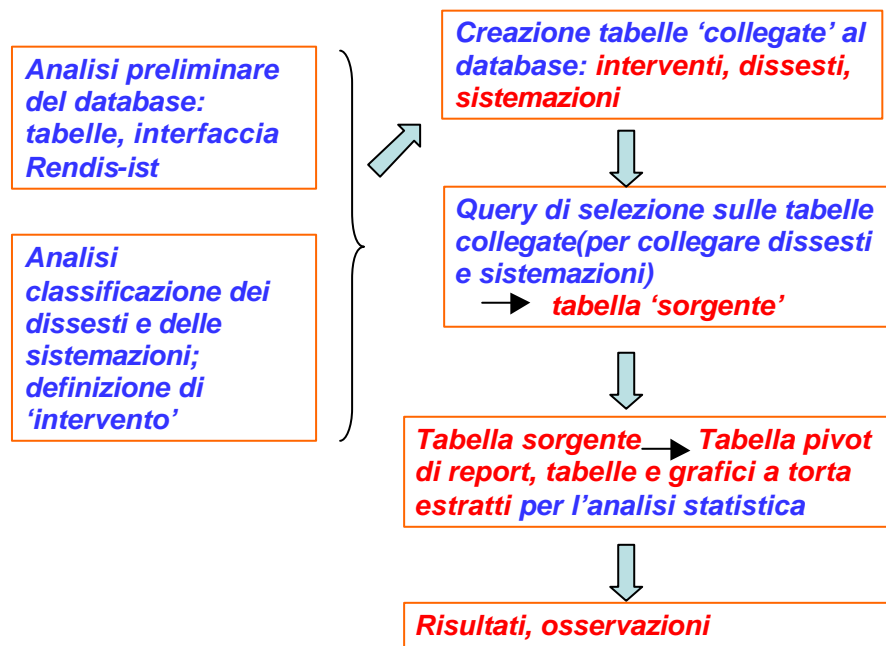 Analisi preliminare
del database:
tabelle, interfaccia
Rendis-ist
Analisi
classificazione dei
dissesti e delle
sistemazioni;
definizione di
‘intervento’
Creazione tabelle ‘collegate’ al
database: interventi, dissesti,
sistemazioni
Query di selezione sulle tabelle
collegate(per collegare dissesti
e sistemazioni)
tabella ‘sorgente’
Tabella sorgente Tabella pivot
di report, tabelle e grafici a torta
estratti per l’analisi statistica
Risultati, osservazioni